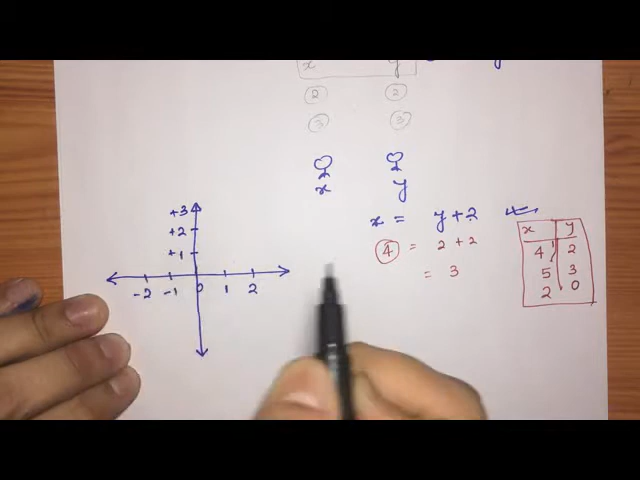 x y
2 2
3 3
x y
x = y + 2
4 = 2 + 2
= 3
x y
4 2
5 3
2 0
+3
+2
+1
-2 -1 0 1 2